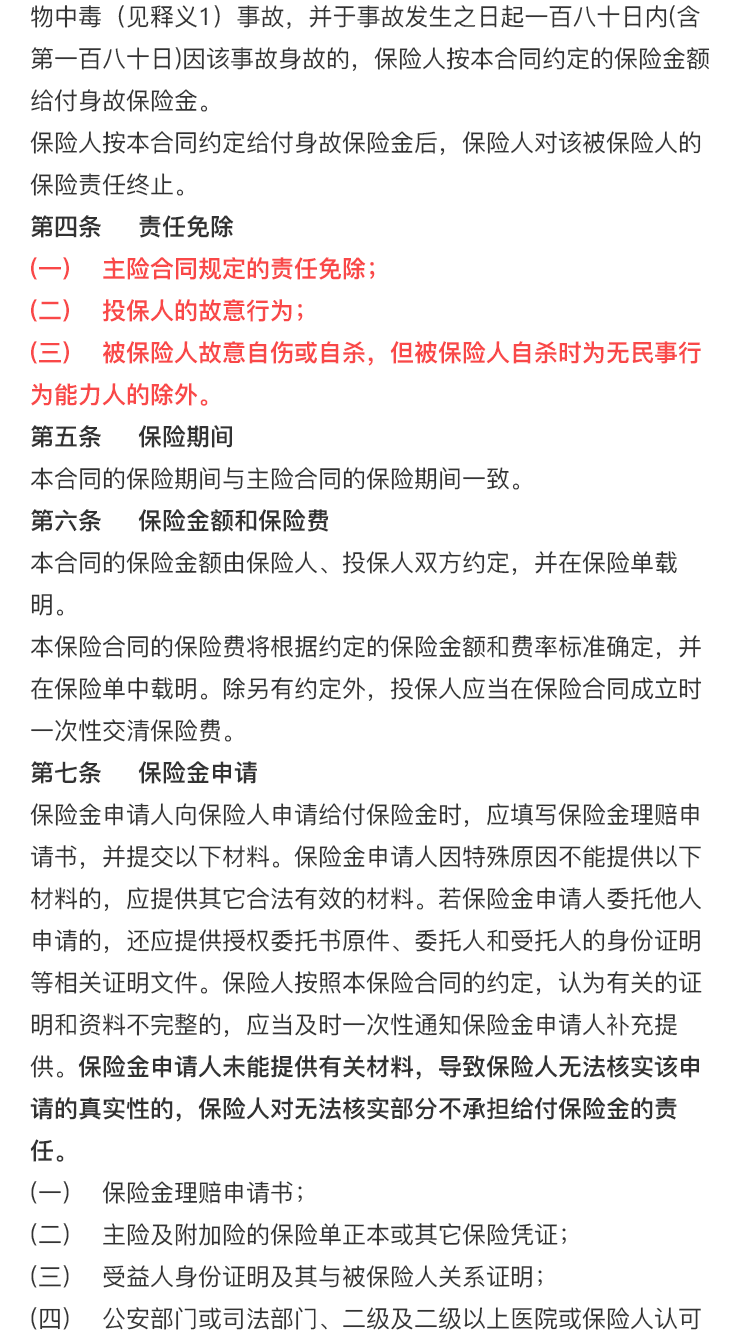 物中毒（见释义1）事故，并于事故发生之日起一百八十日内(含
第一百八十日)因该事故身故的，保险人按本合同约定的保险金额
给付身故保险金。
保险人按本合同约定给付身故保险金后，保险人对该被保险人的
保险责任终止。
第四条 责任免除
(一) 主险合同规定的责任免除；
(二) 投保人的故意行为；
(三) 被保险人故意自伤或自杀，但被保险人自杀时为无民事行
为能力人的除外。
第五条 保险期间
本合同的保险期间与主险合同的保险期间一致。
第六条 保险金额和保险费
本合同的保险金额由保险人、投保人双方约定，并在保险单载
明。
本保险合同的保险费将根据约定的保险金额和费率标准确定，并
在保险单中载明。除另有约定外，投保人应当在保险合同成立时
一次性交清保险费。
第七条 保险金申请
保险金申请人向保险人申请给付保险金时，应填写保险金理赔申
请书，并提交以下材料。保险金申请人因特殊原因不能提供以下
材料的，应提供其它合法有效的材料。若保险金申请人委托他人
申请的，还应提供授权委托书原件、委托人和受托人的身份证明
等相关证明文件。保险人按照本保险合同的约定，认为有关的证
明和资料不完整的，应当及时一次性通知保险金申请人补充提
供。保险金申请人未能提供有关材料，导致保险人无法核实该申
请的真实性的，保险人对无法核实部分不承担给付保险金的责
任。
(一) 保险金理赔申请书；
(二) 主险及附加险的保险单正本或其它保险凭证；
(三) 受益人身份证明及其与被保险人关系证明；
(四) 公安部门或司法部门、二级及二级以上医院或保险人认可